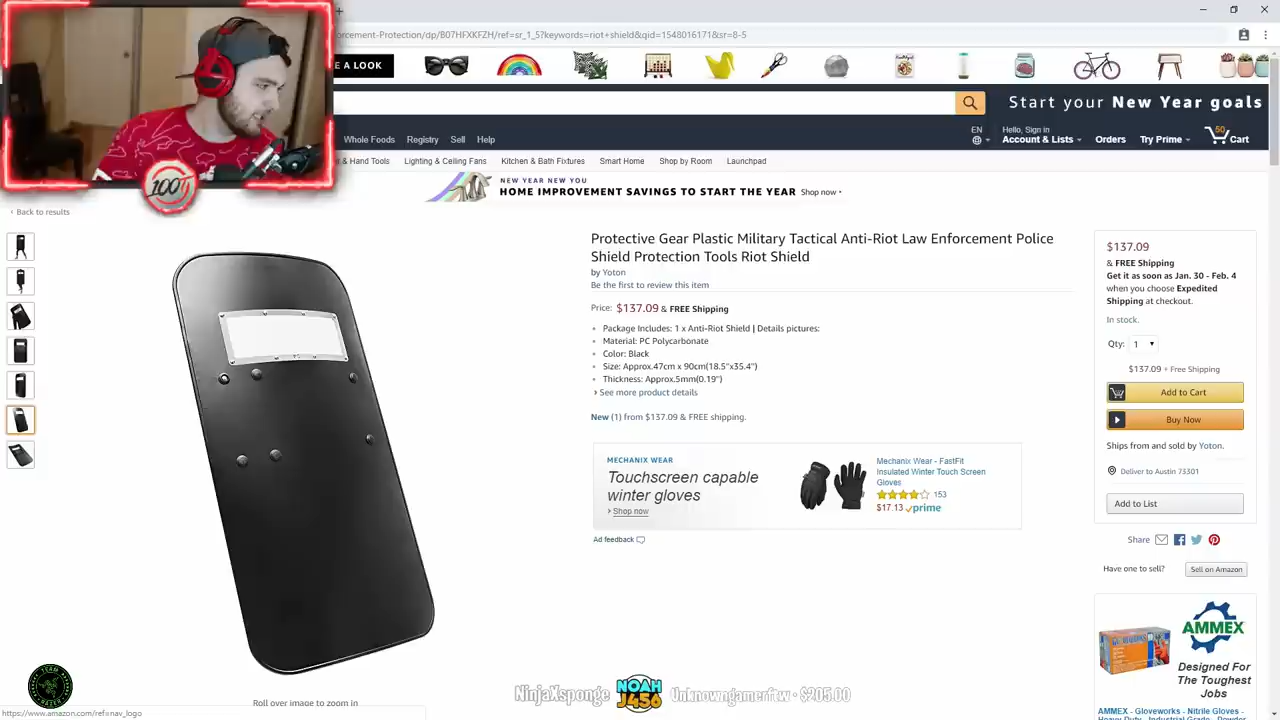 orcement-Protection/dp/B07HFXKFZH/ref=sr_1_5?keywords=riot+shield&qid=1548016171&sr=8-5
E A LOOK
Start your New Year goals
Whole Foods Registry Sell Help
EN
Hello, Sign in
Account & Lists
Orders
Try Prime
50
Cart
& Hand Tools Lighting & Ceiling Fans Kitchen & Bath Fixtures Smart Home Shop by Room Launchpad
100T
NEW YEAR NEW YOU
HOME IMPROVEMENT SAVINGS TO START THE YEAR Shop now ›
‹ Back to results
Protective Gear Plastic Military Tactical Anti-Riot Law Enforcement Police
Shield Protection Tools Riot Shield
by Yoton
Be the first to review this item
Price: $137.09 & FREE Shipping
Package Includes: 1 x Anti-Riot Shield | Details pictures:
Material: PC Polycarbonate
Color: Black
Size: Approx.47cm x 90cm(18.5"x35.4")
Thickness: Approx.5mm(0.19")
› See more product details
New (1) from $137.09 & FREE shipping.
MECHANIX WEAR
Touchscreen capable
winter gloves
› Shop now
Mechanix Wear - FastFit
Insulated Winter Touch Screen
Gloves
153
$17.13 prime
Ad feedback
$137.09
& FREE Shipping
Get it as soon as Jan. 30 - Feb. 4
when you choose Expedited
Shipping at checkout.
In stock.
Qty: 1
$137.09 + Free Shipping
Add to Cart
Buy Now
Ships from and sold by Yoton.
Deliver to Austin 73301
Add to List
Share
Have one to sell? Sell on Amazon
AMMEX
Designed For
The Toughest
Jobs
AMMEX - Gloveworks - Nitrile Gloves -
Roll over image to zoom in
TEAM
RAZER
NinjaXsponge
NOAH
J456
Unknowngamerftw • $205.00
https://www.amazon.com/ref=nav_logo